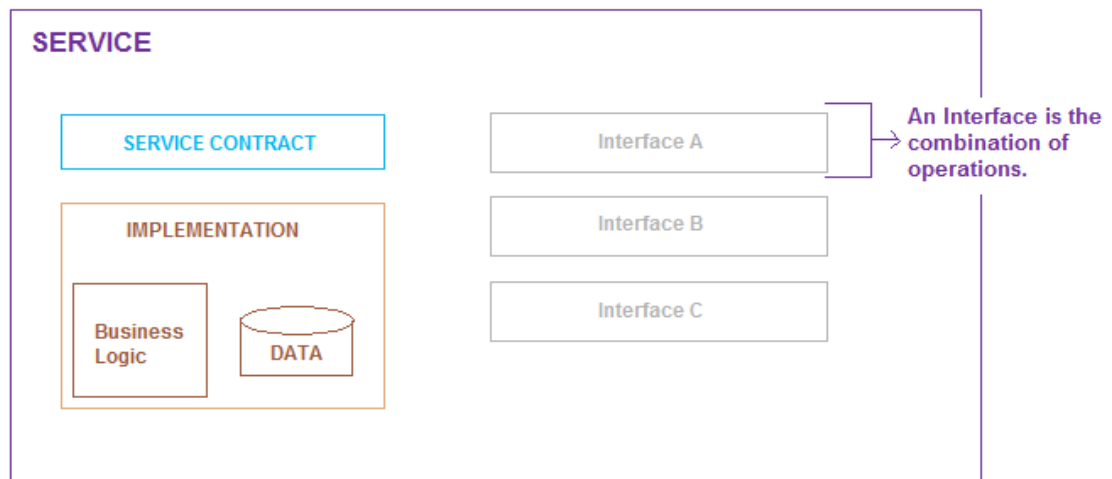 SERVICE
SERVICE CONTRACT
IMPLEMENTATION
Business
Logic
DATA
Interface A
Interface B
Interface C
An Interface is the
combination of
operations.